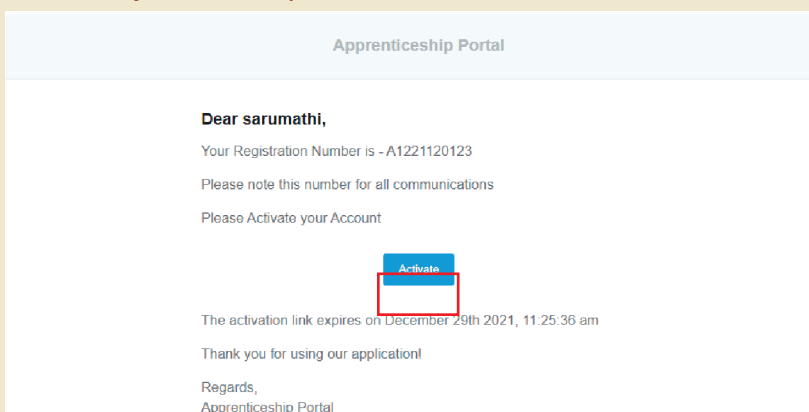 Apprenticeship Portal
Dear sarumathi,
Your Registration Number is - A1221120123
Please note this number for all communications
Please Activate your Account
Activate
The activation link expires on December 29th 2021, 11:25:36 am
Thank you for using our application!
Regards,
Apprenticeship Portal